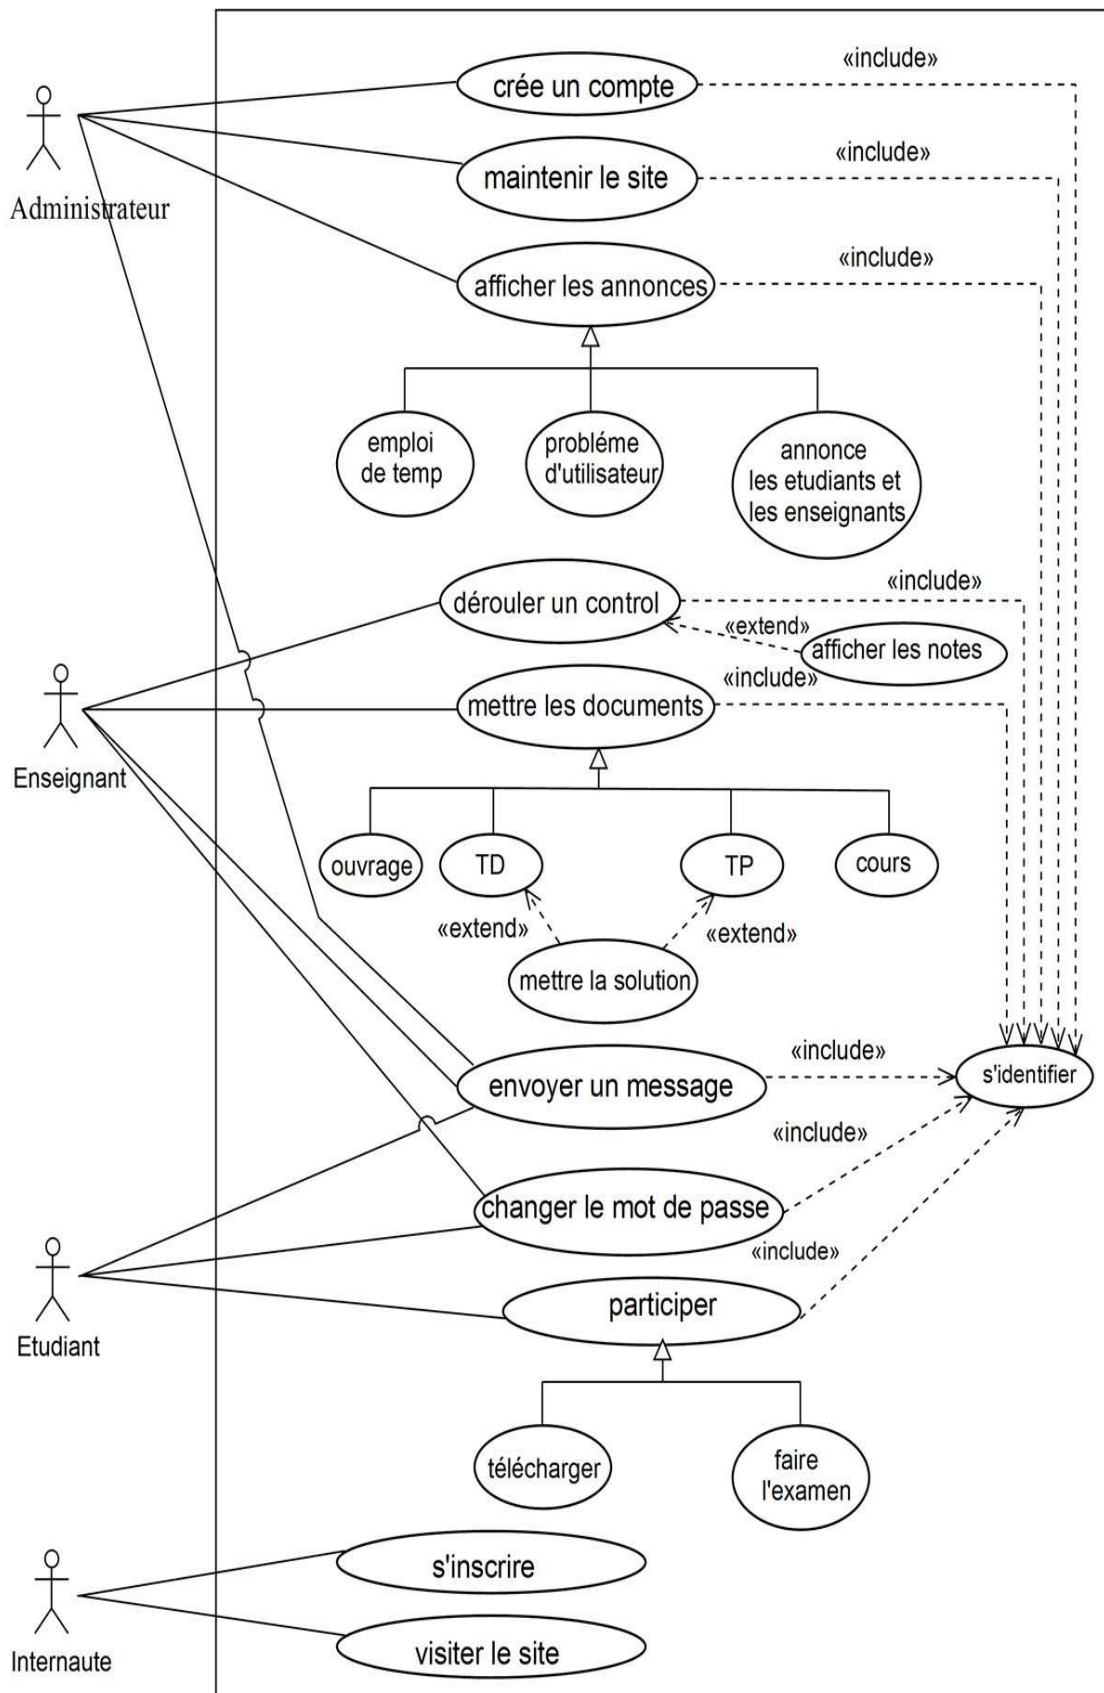 «include»
crée un compte
«include»
maintenir le site
Administrateur
«include»
afficher les annonces
emploi
de temp
probléme
d'utilisateur
annonce
les etudiants et
les enseignants
«include»
dérouler un control
«extend»
afficher les notes
«include»
mettre les documents
Enseignant
ouvrage
TD
TP
cours
«extend»
«extend»
mettre la solution
«include»
envoyer un message
s'identifier
«include»
changer le mot de passe
«include»
participer
Etudiant
télécharger
faire
l'examen
s'inscrire
visiter le site
Internaute